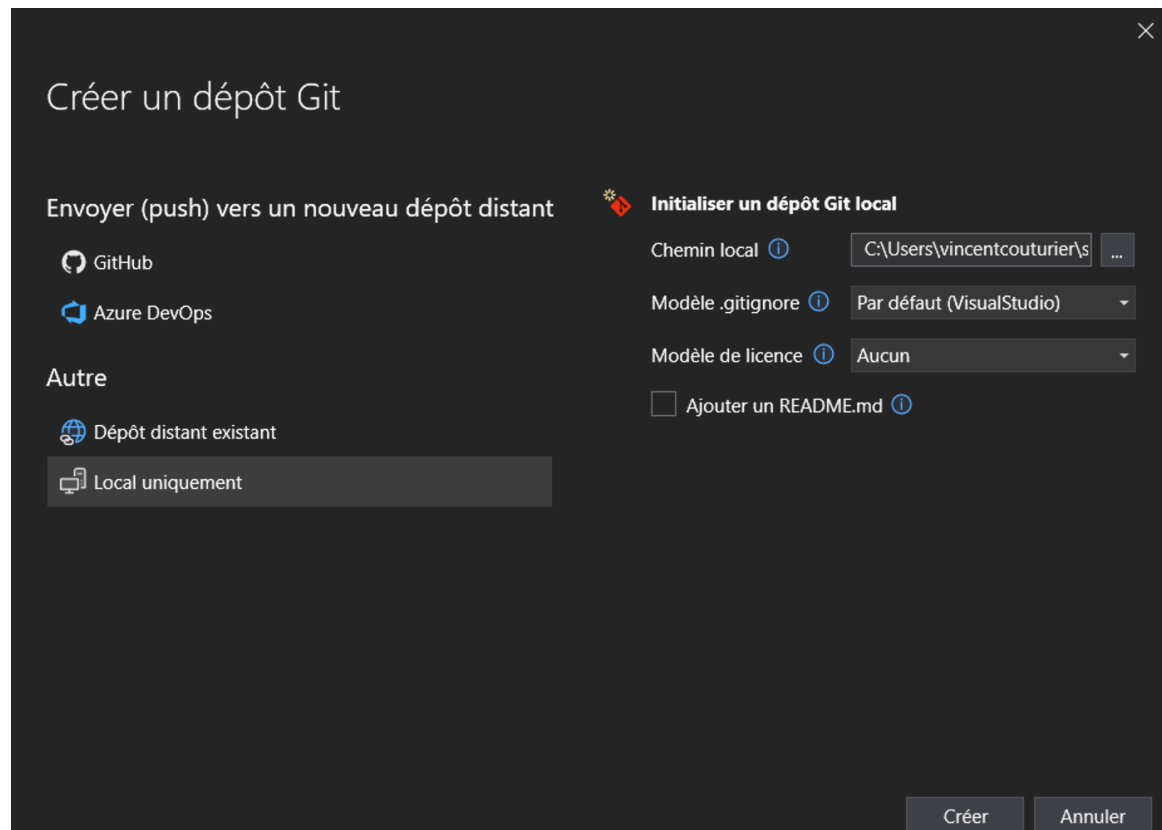 Créer un dépôt Git
Envoyer (push) vers un nouveau dépôt distant
GitHub
Azure DevOps
Autre
Dépôt distant existant
Local uniquement
Initialiser un dépôt Git local
Chemin local C:\Users\vincentcouturier\s ...
Modèle .gitignore Par défaut (VisualStudio)
Modèle de licence Aucun
Ajouter un README.md
Créer Annuler